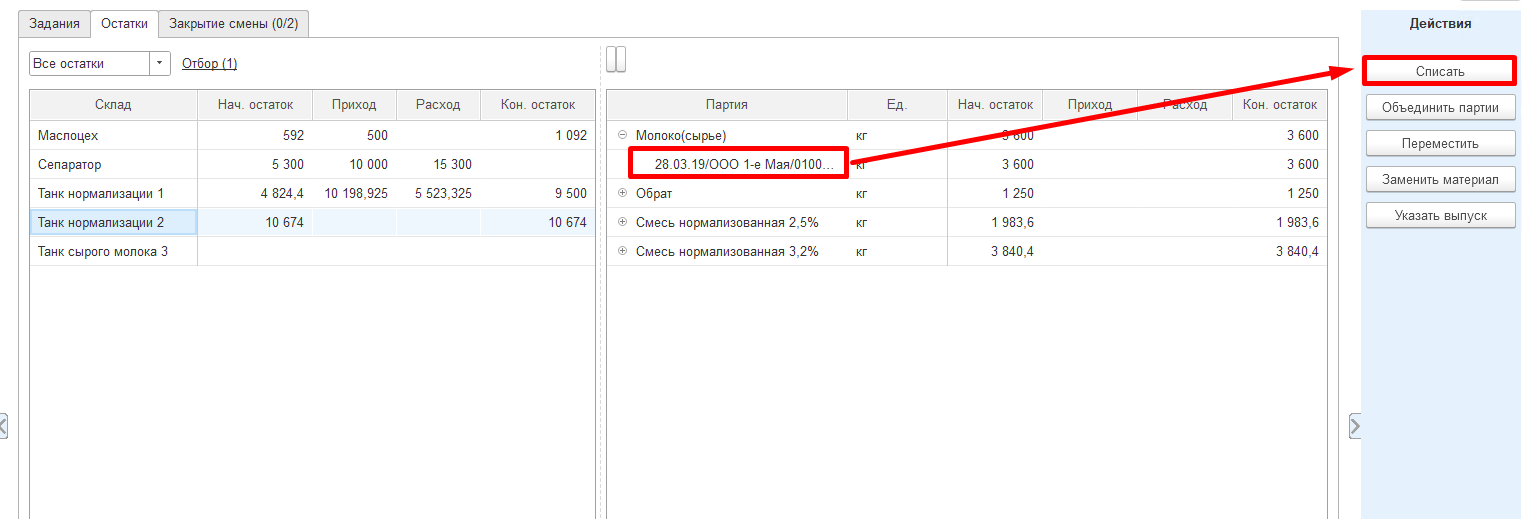 Задания Остатки Закрытие смены (0/2)
Действия
Все остатки Отбор (1)
Списать
Склад Нач. остаток Приход Расход Кон. остаток
Партия Ед. Нач. остаток Приход Расход Кон. остаток
Объединить партии
Маслоцех 592 500 1 092
Молоко(сырье) кг 3 600 3 600
Переместить
Сепаратор 5 300 10 000 15 300
28.03.19/ООО 1-е Мая/0100... кг 3 600 3 600
Заменить материал
Танк нормализации 1 4 824,4 10 198,925 5 523,325 9 500
Обрат кг 1 250 1 250
Указать выпуск
Танк нормализации 2 10 674 10 674
Смесь нормализованная 2,5% кг 1 983,6 1 983,6
Танк сырого молока 3
Смесь нормализованная 3,2% кг 3 840,4 3 840,4